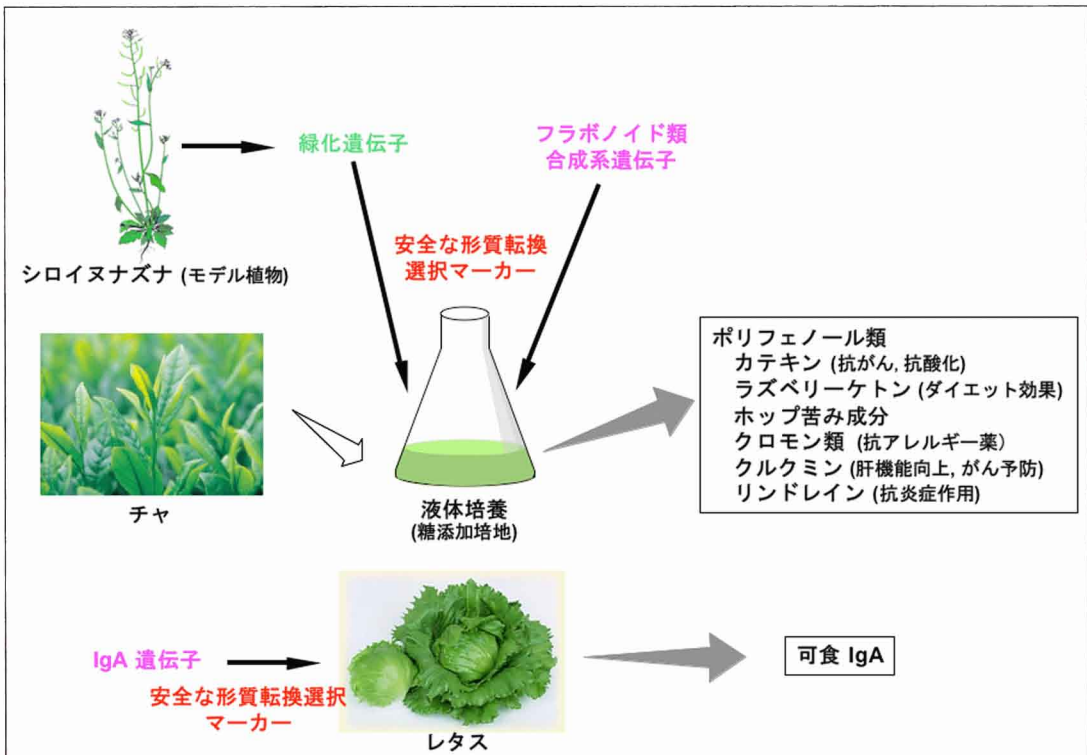 緑化遺伝子
フラボノイド類
合成系遺伝子
安全な形質転換
選択マーカー
シロイヌナズナ (モデル植物)
ポリフェノール類
カテキン (抗がん, 抗酸化)
ラズベリーケトン (ダイエット効果)
ホップ苦み成分
クロモン類 (抗アレルギー薬)
クルクミン (肝機能向上, がん予防)
リンドレイン (抗炎症作用)
チャ
液体培養
(糖添加培地)
IgA 遺伝子
安全な形質転換選択
マーカー
可食 IgA
レタス